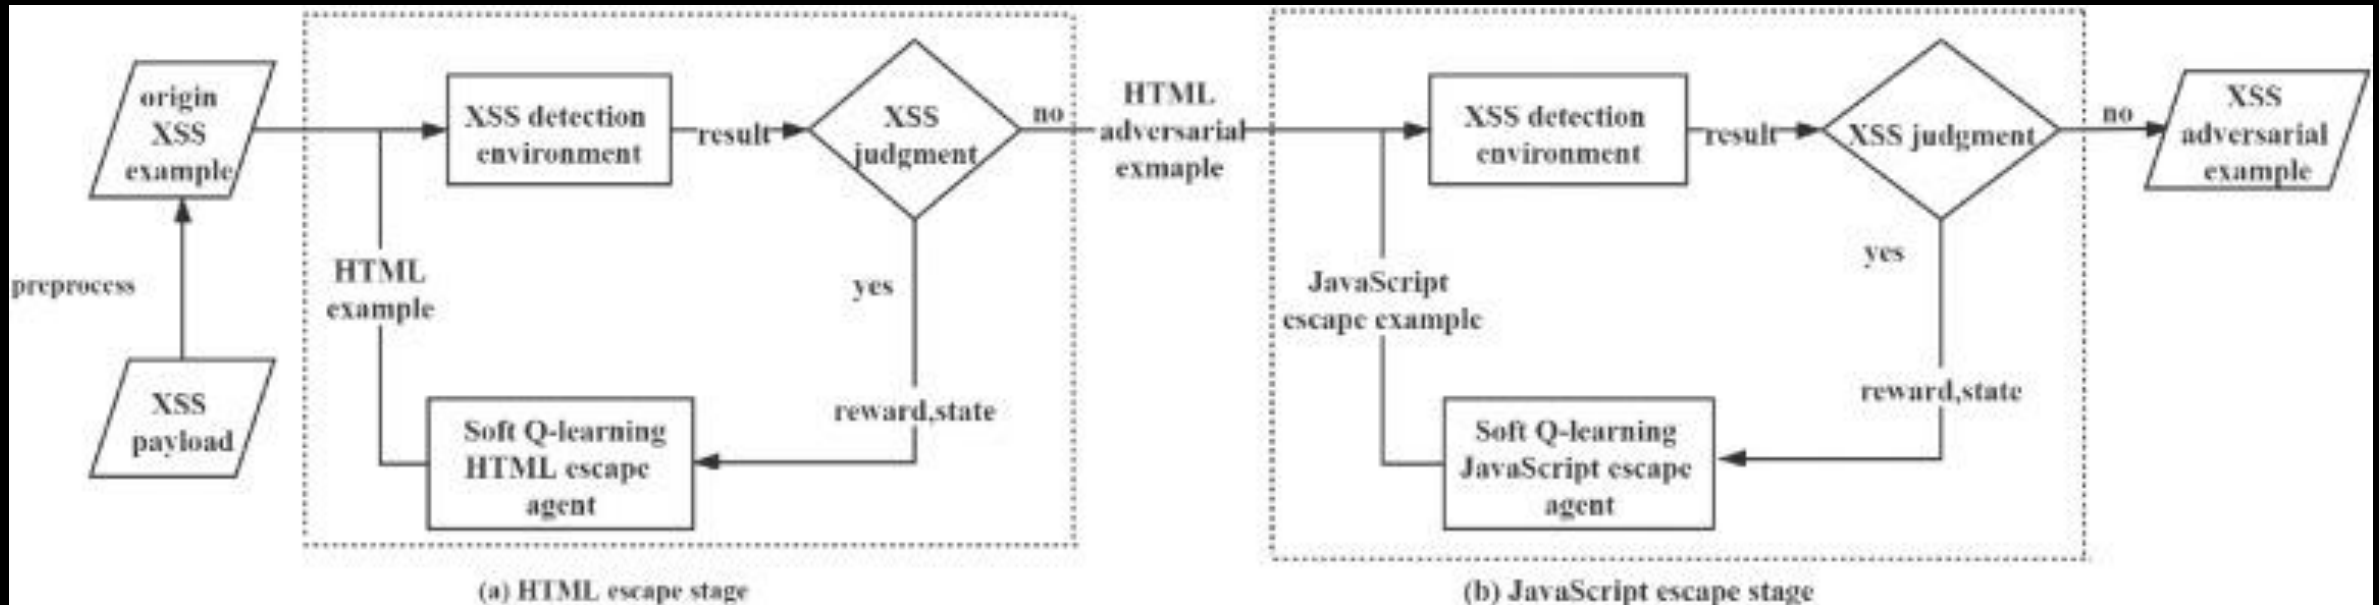 origin
XSS
example
preprocess
XSS
payload
XSS detection
environment
result
XSS
judgment
no
HTML
example
yes
reward,state
Soft Q-learning
HTML escape
agent
(a) HTML escape stage
HTML
adversarial
exmaple
XSS detection
environment
result
XSS judgment
no
JavaScript
escape example
yes
reward,state
Soft Q-learning
JavaScript escape
agent
(b) JavaScript escape stage
XSS
adversarial
example